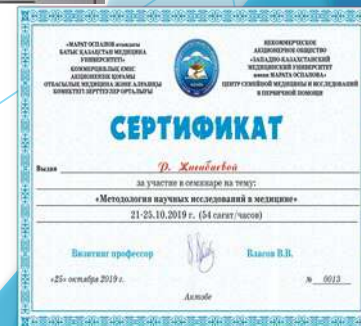 «МАРАТ ОСПАНОВ атындағы
БАТЫС ҚАЗАҚСТАН МЕДИЦИНА
УНИВЕРСИТЕТІ»
КОММЕРЦИЯЛЫҚ ЕМЕС
АКЦИОНЕРЛІК ҚОҒАМЫ
ОТБАСЫЛЫҚ МЕДИЦИНА ЖӘНЕ АЛҒАШҚЫ
КӨМЕКТЕГІ ЗЕРТТЕУЛЕР ОРТАЛЫҒЫ
НЕКОММЕРЧЕСКОЕ
АКЦИОНЕРНОЕ ОБЩЕСТВО
«ЗАПАДНО-КАЗАХСТАНСКИЙ
МЕДИЦИНСКИЙ УНИВЕРСИТЕТ
имени МАРАТА ОСПАНОВА»
ЦЕНТР СЕМЕЙНОЙ МЕДИЦИНЫ И ИССЛЕДОВАНИЙ
В ПЕРВИЧНОЙ ПОМОЩИ
СЕРТИФИКАТ
Выдан Р.
за участие в семинаре на тему:
«Методология научных исследований в медицине»
21-25.10.2019 г. (54 сағат/часов)
Визитинг профессор Власов В.В.
«25» октября 2019 г. № 0013
Актобе